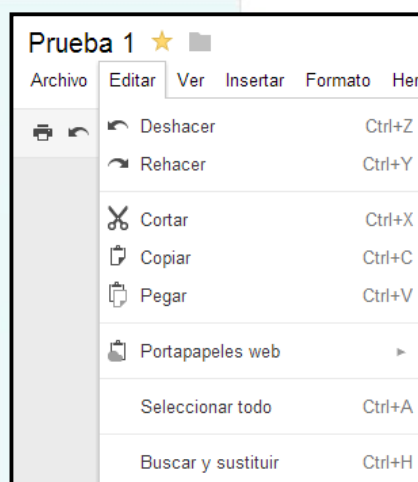 Prueba 1
Archivo Editar Ver Insertar Formato Her
Deshacer Ctrl+Z
Rehacer Ctrl+Y
Cortar Ctrl+X
Copiar Ctrl+C
Pegar Ctrl+V
Portapapeles web
Seleccionar todo Ctrl+A
Buscar y sustituir Ctrl+H